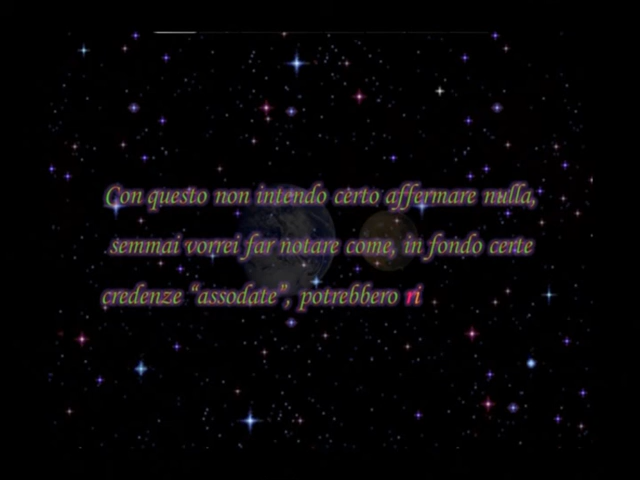 Con questo non intendo certo affermare nulla,
semmai vorrei far notare come, in fondo certe
credenze “assodate”, potrebbero ri